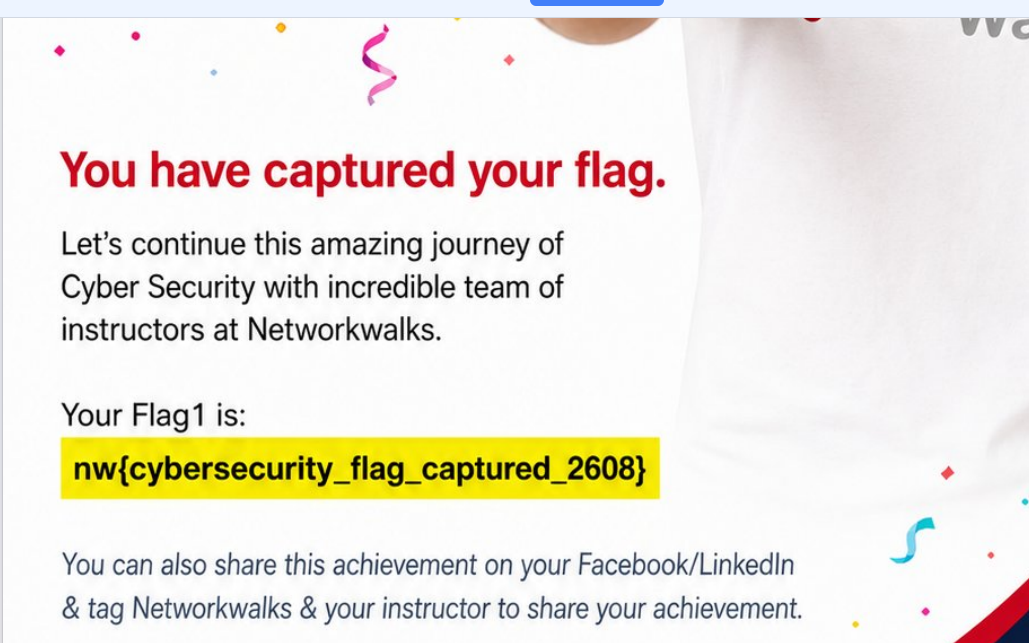 Wa
You have captured your flag.
Let's continue this amazing journey of
Cyber Security with incredible team of
instructors at Networkwalks.
Your Flag1 is:
nw{cybersecurity_flag_captured_2608}
You can also share this achievement on your Facebook/LinkedIn
& tag Networkwalks & your instructor to share your achievement.